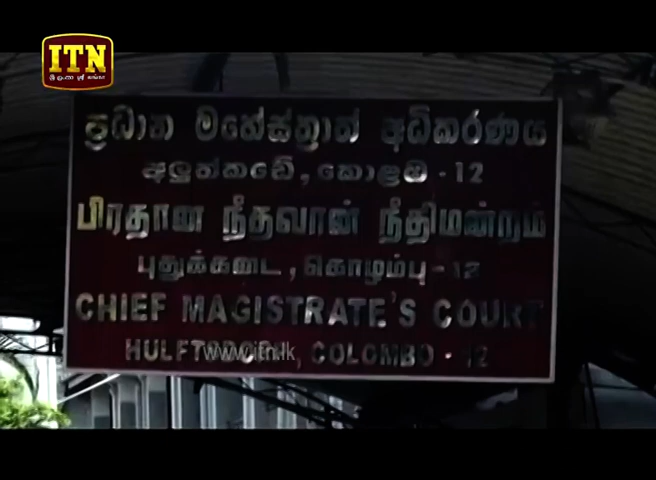 ITN
ප්‍රධාන මහේස්ත්‍රාත් අධිකරණය
අලුත්කඩේ, කොළඹ - 12
பிரதான நீதவான் நீதிமன்றம்
புதுக்கடை, கொழும்பு - 12
CHIEF MAGISTRATE'S COURT
www.itn.lk
COLOMBO - 12